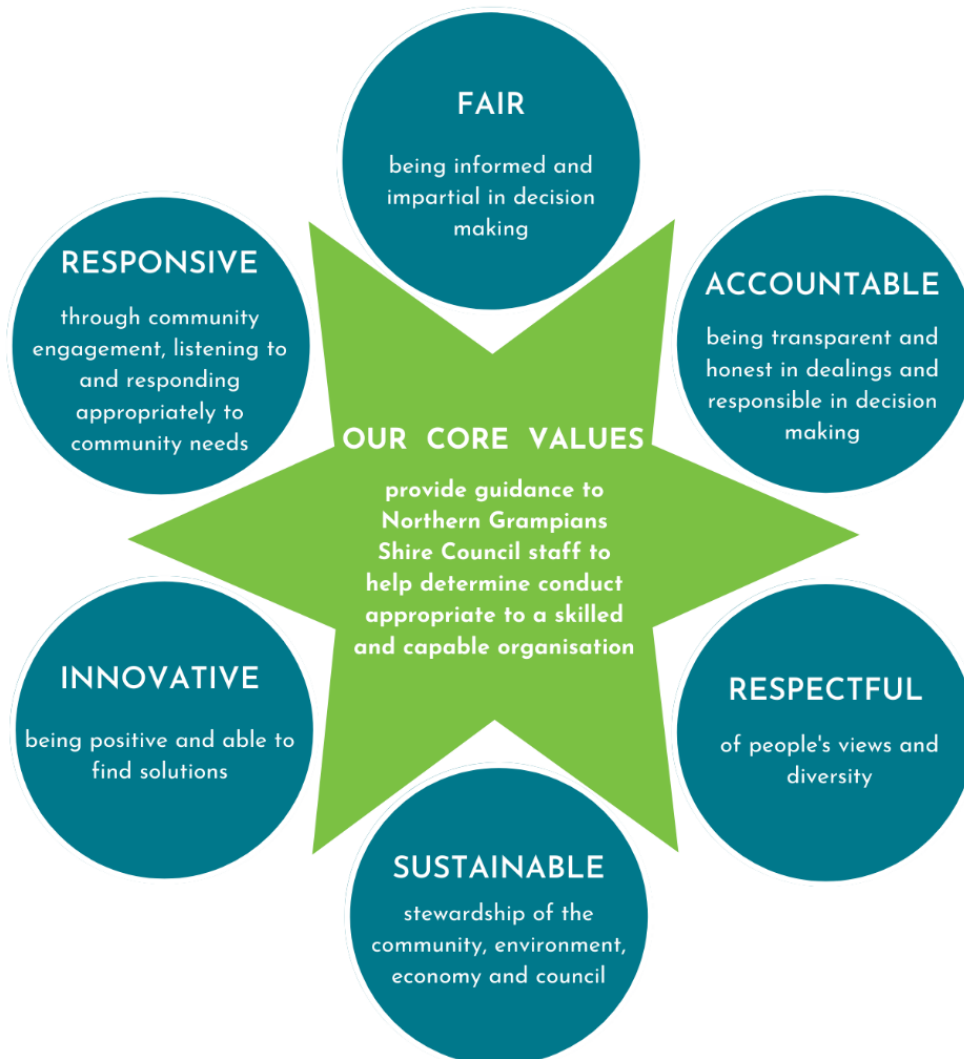 FAIR
being informed and
impartial in decision
making
RESPONSIVE
through community
engagement, listening to
and responding
appropriately to
community needs
ACCOUNTABLE
being transparent and
honest in dealings and
responsible in decision
making
OUR CORE VALUES
provide guidance to
Northern Grampians
Shire Council staff to
help determine conduct
appropriate to a skilled
and capable organisation
INNOVATIVE
being positive and able to
find solutions
RESPECTFUL
of people's views and
diversity
SUSTAINABLE
stewardship of the
community, environment,
economy and council